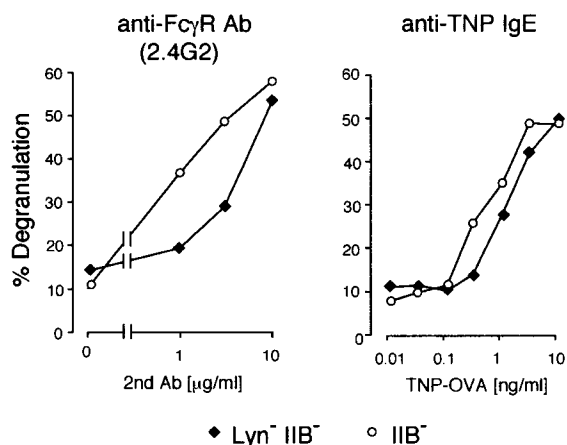 anti-FcγR Ab
(2.4G2)
anti-TNP IgE
% Degranulation
60
50
40
30
20
10
0
0 1 10
2nd Ab [μg/ml]
60
50
40
30
20
10
0
0.01 0.1 1 10
TNP-OVA [ng/ml]
Lyn⁻ IIB⁻
IIB⁻